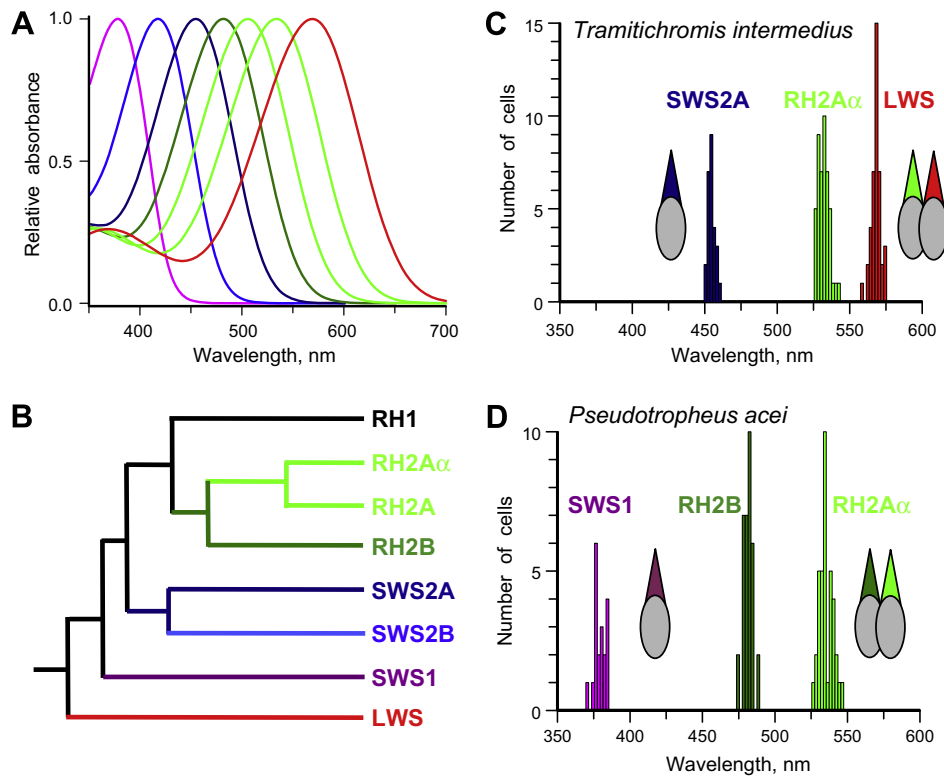 A
1.0
0.5
0.0
Relative absorbance
400
500
600
700
Wavelength, nm
B
RH1
RH2Aα
RH2A
RH2B
SWS2A
SWS2B
SWS1
LWS
C
Tramitichromis intermedius
15
10
5
0
Number of cells
SWS2A
RH2Aα
LWS
350
400
450
500
550
600
Wavelength, nm
D
Pseudotropheus acei
10
5
0
Number of cells
SWS1
RH2B
RH2Aα
350
400
450
500
550
600
Wavelength, nm